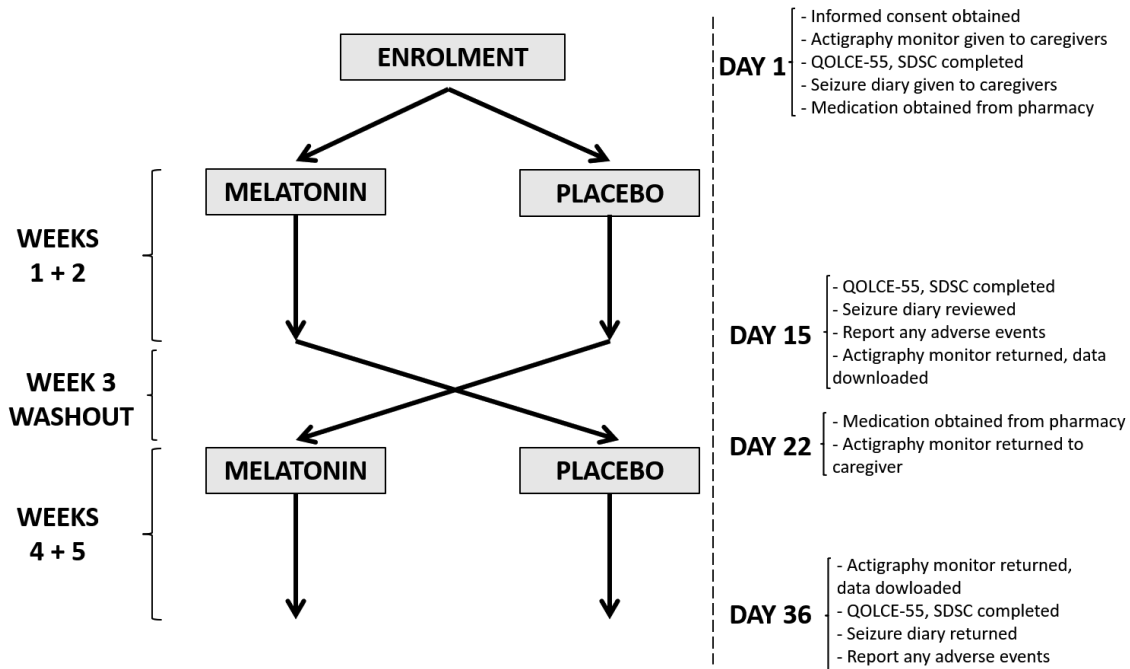 ENROLMENT
DAY 1
- Informed consent obtained
- Actigraphy monitor given to caregivers
- QOLCE-55, SDSC completed
- Seizure diary given to caregivers
- Medication obtained from pharmacy
MELATONIN
PLACEBO
WEEKS
1 + 2
DAY 15
- QOLCE-55, SDSC completed
- Seizure diary reviewed
- Report any adverse events
- Actigraphy monitor returned, data
downloaded
WEEK 3
WASHOUT
DAY 22
- Medication obtained from pharmacy
- Actigraphy monitor returned to
caregiver
MELATONIN
PLACEBO
WEEKS
4 + 5
DAY 36
- Actigraphy monitor returned,
data dowloaded
- QOLCE-55, SDSC completed
- Seizure diary returned
- Report any adverse events